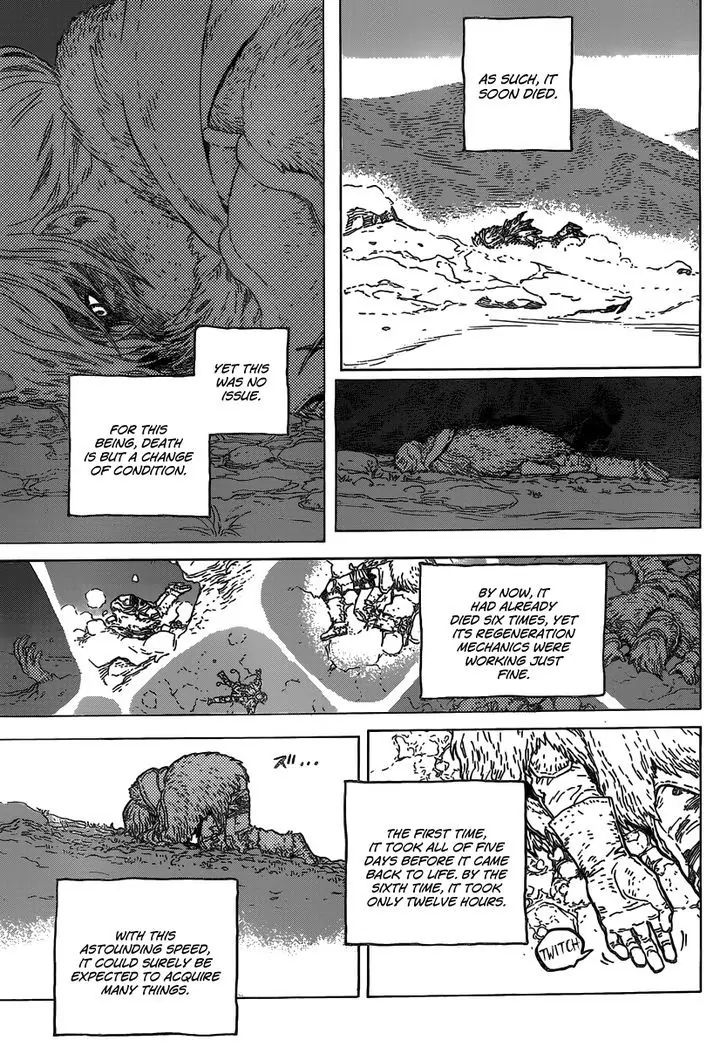 AS SUCH, IT
SOON DIED.
YET THIS
WAS NO
ISSUE.
FOR THIS
BEING, DEATH
IS BUT A
CHANGE OF
CONDITION.
BY NOW, IT
HAD ALREADY
DIED SIX TIMES, YET
ITS REGENERATION
MECHANICS WERE
WORKING JUST
FINE.
TWITCH
THE FIRST TIME,
IT TOOK ALL OF FIVE
DAYS BEFORE IT CAME
BACK TO LIFE. BY THE
SIXTH TIME, IT TOOK
ONLY TWELVE HOURS.
ズリ...
WITH THIS
ASTOUNDING SPEED,
IT COULD SURELY BE
EXPECTED TO ACQUIRE
MANY THINGS.